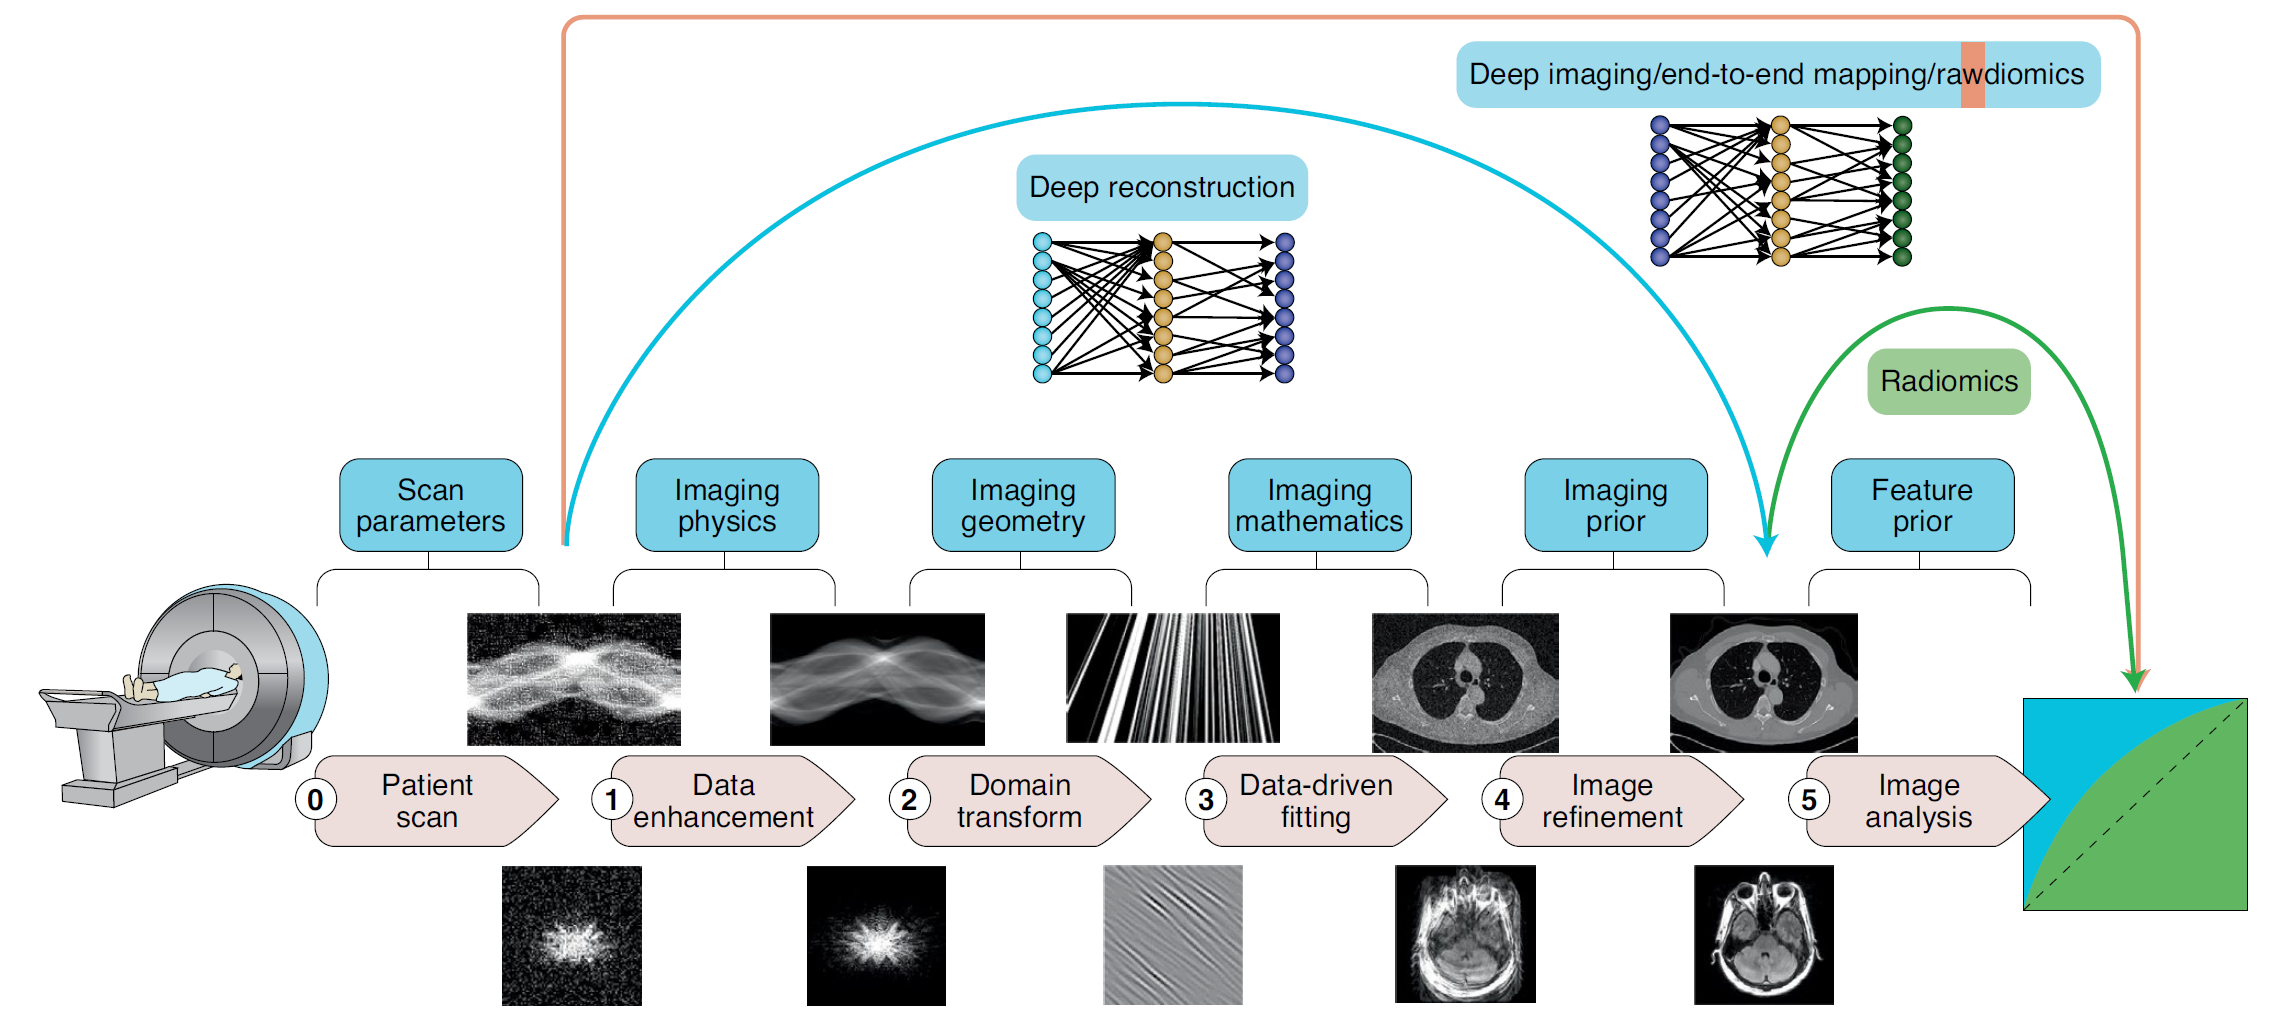 Deep imaging/end-to-end mapping/rawdiomics
Deep reconstruction
Radiomics
Scan
parameters
Imaging
physics
Imaging
geometry
Imaging
mathematics
Imaging
prior
Feature
prior
0
Patient
scan
1
Data
enhancement
2
Domain
transform
3
Data-driven
fitting
4
Image
refinement
5
Image
analysis